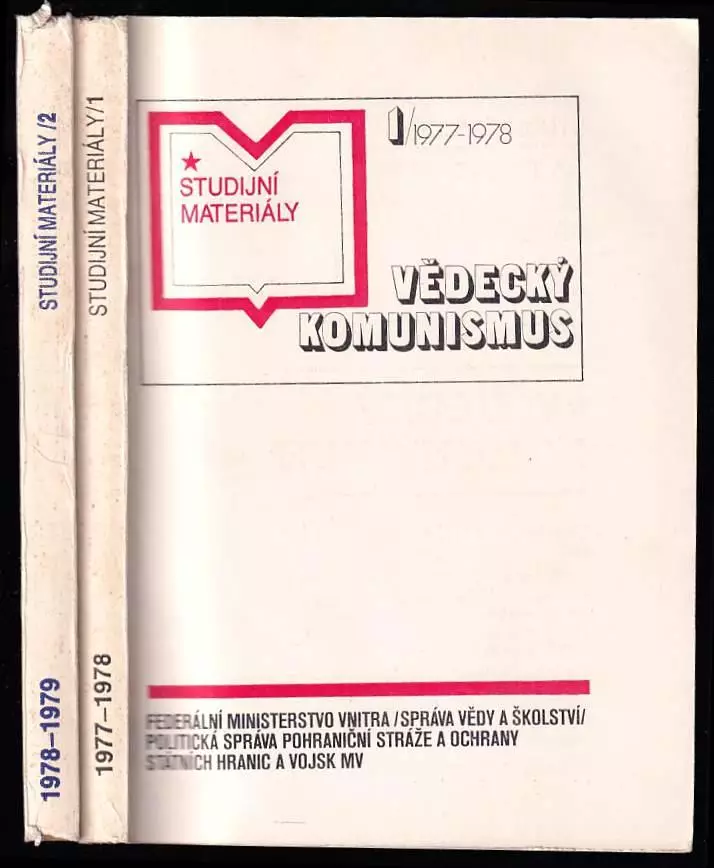 STUDIJNÍ MATERIÁLY/2
1978–1979
STUDIJNÍ MATERIÁLY/1
1977–1978
I/1977-1978
STUDIJNÍ
MATERIÁLY
VĚDECKÝ
KOMUNISMUS
FEDERÁLNÍ MINISTERSTVO VNITRA/SPRÁVA VĚDY A ŠKOLSTVÍ/
POLITICKÁ SPRÁVA POHRANIČNÍ STRÁŽE A OCHRANY
STÁTNÍCH HRANIC A VOJSK MV